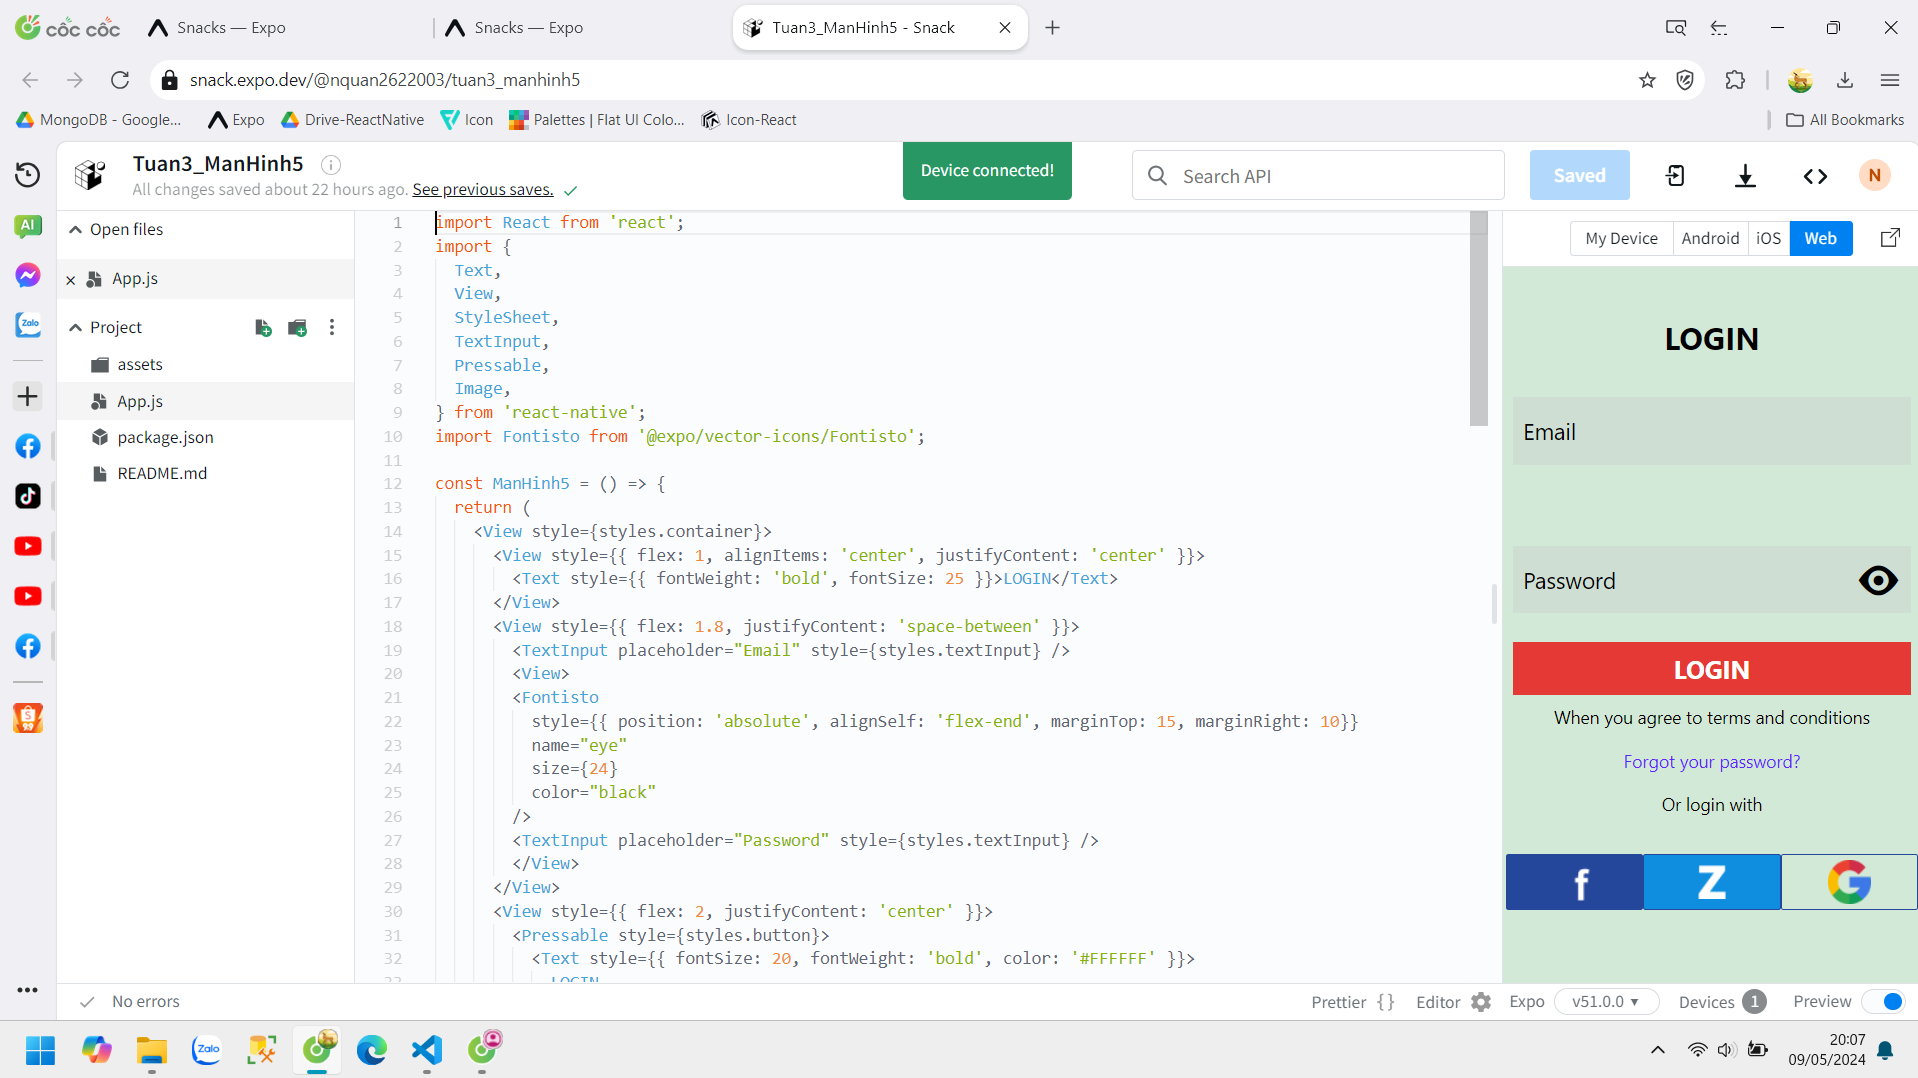 cốc cốc
Snacks — Expo
Snacks — Expo
Tuan3_ManHinh5 - Snack
snack.expo.dev/@nquan2622003/tuan3_manhinh5
MongoDB - Google...
Expo
Drive-ReactNative
Icon
Palettes | Flat UI Colo...
Icon-React
All Bookmarks
Tuan3_ManHinh5
All changes saved about 22 hours ago. See previous saves.
Device connected!
Search API
Saved
N
AI
Zalo
Open files
App.js
Project
assets
App.js
package.json
README.md
1 import React from 'react';
2 import {
3 Text,
4 View,
5 StyleSheet,
6 TextInput,
7 Pressable,
8 Image,
9 } from 'react-native';
10 import Fontisto from '@expo/vector-icons/Fontisto';
11
12 const ManHinh5 = () => {
13 return (
14 <View style={styles.container}>
15 <View style={{ flex: 1, alignItems: 'center', justifyContent: 'center' }}>
16 <Text style={{ fontWeight: 'bold', fontSize: 25 }}>LOGIN</Text>
17 </View>
18 <View style={{ flex: 1.8, justifyContent: 'space-between' }}>
19 <TextInput placeholder="Email" style={styles.textInput} />
20 <View>
21 <Fontisto
22 style={{ position: 'absolute', alignSelf: 'flex-end', marginTop: 15, marginRight: 10}}
23 name="eye"
24 size={24}
25 color="black"
26 />
27 <TextInput placeholder="Password" style={styles.textInput} />
28 </View>
29 </View>
30 <View style={{ flex: 2, justifyContent: 'center' }}>
31 <Pressable style={styles.button}>
32 <Text style={{ fontSize: 20, fontWeight: 'bold', color: '#FFFFFF' }}>
33 LOGIN
My Device
Android
iOS
Web
LOGIN
Email
Password
LOGIN
When you agree to terms and conditions
Forgot your password?
Or login with
f
Z
G
No errors
Prettier { }
Editor
Expo
v51.0.0
Devices 1
Preview
Zalo
20:07
09/05/2024